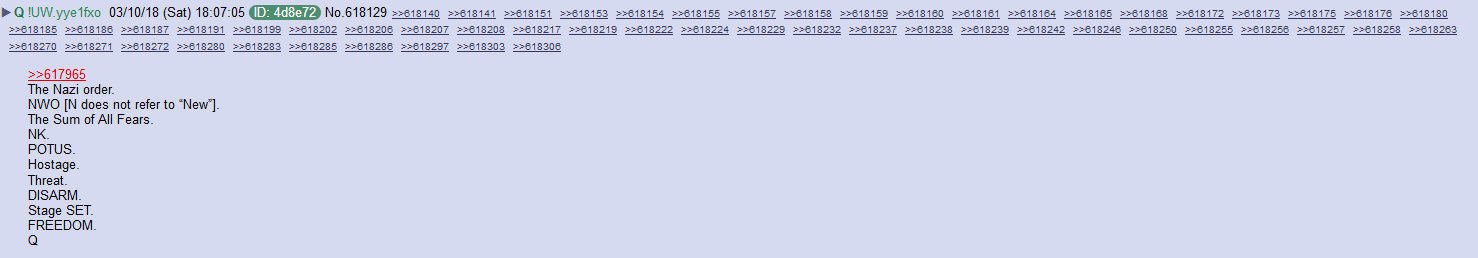 ▶ Q !UW.yye1fxo 03/10/18 (Sat) 18:07:05 ID: 4d8e72 No.618129 >>618140 >>618141 >>618151 >>618153 >>618154 >>618155 >>618157 >>618158 >>618159 >>618160 >>618161 >>618164 >>618165 >>618168 >>618172 >>618173 >>618175 >>618176 >>618180
>>618185 >>618186 >>618187 >>618191 >>618199 >>618202 >>618206 >>618207 >>618208 >>618217 >>618219 >>618222 >>618224 >>618229 >>618232 >>618237 >>618238 >>618239 >>618242 >>618246 >>618250 >>618255 >>618256 >>618257 >>618258 >>618263
>>618270 >>618271 >>618272 >>618280 >>618283 >>618285 >>618286 >>618297 >>618303 >>618306
>>617965
The Nazi order.
NWO [N does not refer to “New”].
The Sum of All Fears.
NK.
POTUS.
Hostage.
Threat.
DISARM.
Stage SET.
FREEDOM.
Q